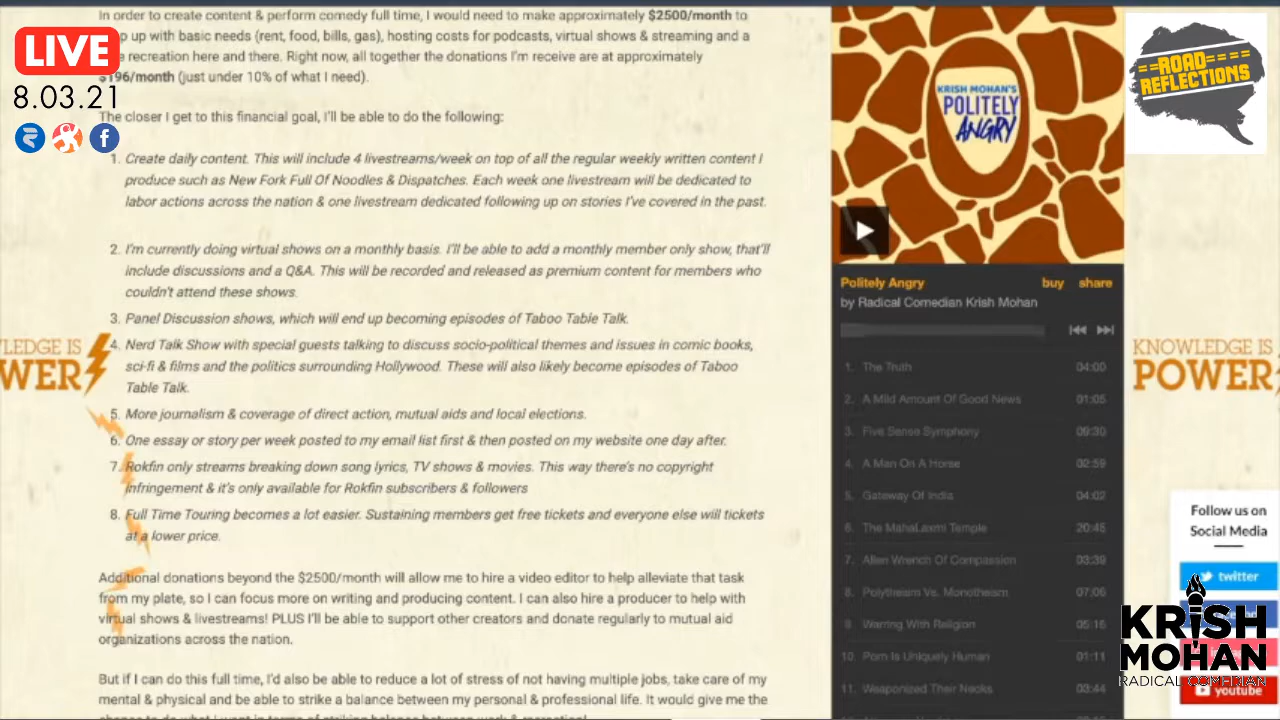 In order to create content & perform comedy full time, I would need to make approximately $2500/month to
up with basic needs (rent, food, bills, gas), hosting costs for podcasts, virtual shows & streaming and a
recreation here and there. Right now, all together the donations I'm receive are at approximately
$196/month (just under 10% of what I need).
LIVE
8.03.21
The closer I get to this financial goal, I'll be able to do the following:
1. Create daily content. This will include 4 livestreams/week on top of all the regular weekly written content I
produce such as New Fork Full Of Noodles & Dispatches. Each week one livestream will be dedicated to
labor actions across the nation & one livestream dedicated following up on stories I've covered in the past.
2. I'm currently doing virtual shows on a monthly basis. I'll be able to add a monthly member only show, that'll
include discussions and a Q&A. This will be recorded and released as premium content for members who
couldn't attend these shows.
3. Panel Discussion shows, which will end up becoming episodes of Taboo Table Talk.
4. Nerd Talk Show with special guests talking to discuss socio-political themes and issues in comic books,
sci-fi & films and the politics surrounding Hollywood. These will also likely become episodes of Taboo
Table Talk.
5. More journalism & coverage of direct action, mutual aids and local elections.
6. One essay or story per week posted to my email list first & then posted on my website one day after.
7. Rokfin only streams breaking down song lyrics, TV shows & movies. This way there's no copyright
infringement & it's only available for Rokfin subscribers & followers
8. Full Time Touring becomes a lot easier. Sustaining members get free tickets and everyone else will tickets
at a lower price.
Additional donations beyond the $2500/month will allow me to hire a video editor to help alleviate that task
from my plate, so I can focus more on writing and producing content. I can also hire a producer to help with
virtual shows & livestreams! PLUS I'll be able to support other creators and donate regularly to mutual aid
organizations across the nation.
But if I can do this full time, I'd also be able to reduce a lot of stress of not having multiple jobs, take care of my
mental & physical and be able to strike a balance between my personal & professional life. It would give me the
IS
WER
KRISH MOHAN'S
POLITELY
ANGRY
Politely Angry buy share
by Radical Comedian Krish Mohan
1. The Truth 04:00
2. A Mild Amount Of Good News 01:05
3. Five Sense Symphony 09:30
4. A Man On A Horse 02:59
5. Gateway Of India 04:02
6. The MahaLaxmi Temple 20:45
7. Allen Wrench Of Compassion 03:39
8. Polytheism Vs. Monotheism 07:06
9. Warring With Religion 05:16
10. Porn Is Uniquely Human 01:11
11. Weaponized Their Necks 03:44
ROAD
REFLECTIONS
KNOWLEDGE IS
POWER
Follow us on
Social Media
twitter
KRISH
MOHAN
RADICAL COMEDIAN
youtube